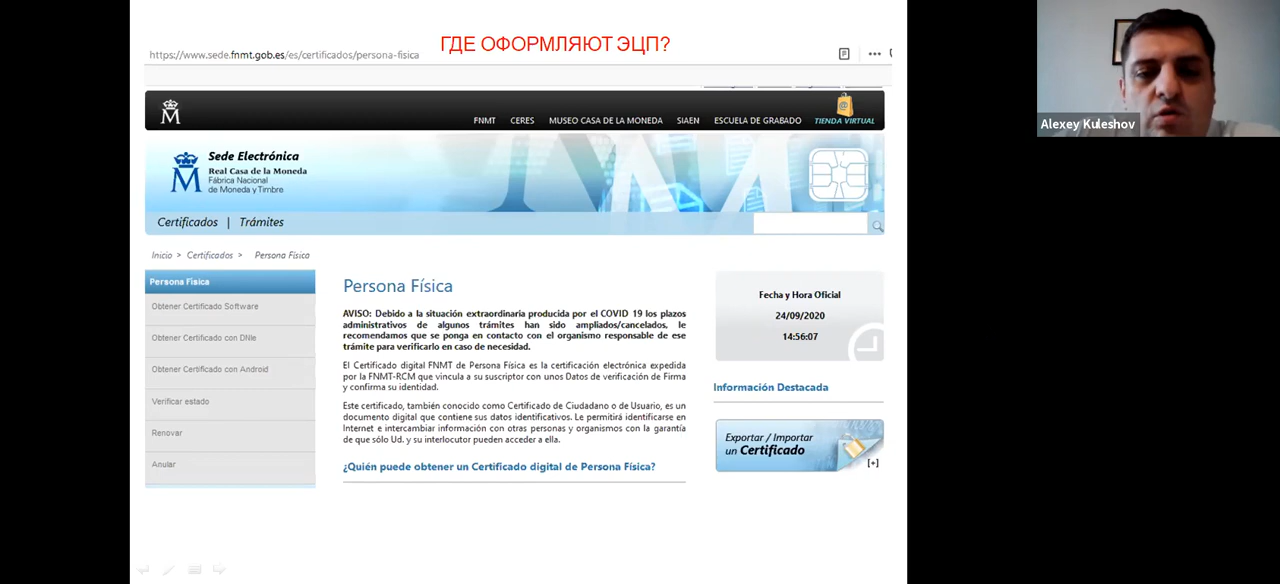 ГДЕ ОФОРМЛЯЮТ ЭЦП?
https://www.sede.fnmt.gob.es/es/certificados/persona-fisica
Alexey Kuleshov
FNMT CERES MUSEO CASA DE LA MONEDA SIAEN ESCUELA DE GRABADO TIENDA VIRTUAL
Sede Electrónica
Real Casa de la Moneda
Fábrica Nacional
de Moneda y Timbre
Certificados | Trámites
Inicio > Certificados > Persona Física
Persona Física
Obtener Certificado Software
Obtener Certificado con DNIe
Obtener Certificado con Android
Verificar estado
Renovar
Anular
Persona Física
AVISO: Debido a la situación extraordinaria producida por el COVID 19 los plazos
administrativos de algunos trámites han sido ampliados/cancelados, le
recomendamos que se ponga en contacto con el organismo responsable de ese
trámite para verificarlo en caso de necesidad.
El Certificado digital FNMT de Persona Física es la certificación electrónica expedida
por la FNMT-RCM que vincula a su suscriptor con unos Datos de verificación de Firma
y confirma su identidad.
Este certificado, también conocido como Certificado de Ciudadano o de Usuario, es un
documento digital que contiene sus datos identificativos. Le permitirá identificarse en
Internet e intercambiar información con otras personas y organismos con la garantía
de que sólo Ud. y su interlocutor pueden acceder a ella.
¿Quién puede obtener un Certificado digital de Persona Física?
Fecha y Hora Oficial
24/09/2020
14:56:07
Información Destacada
Exportar / Importar
un Certificado
[+]